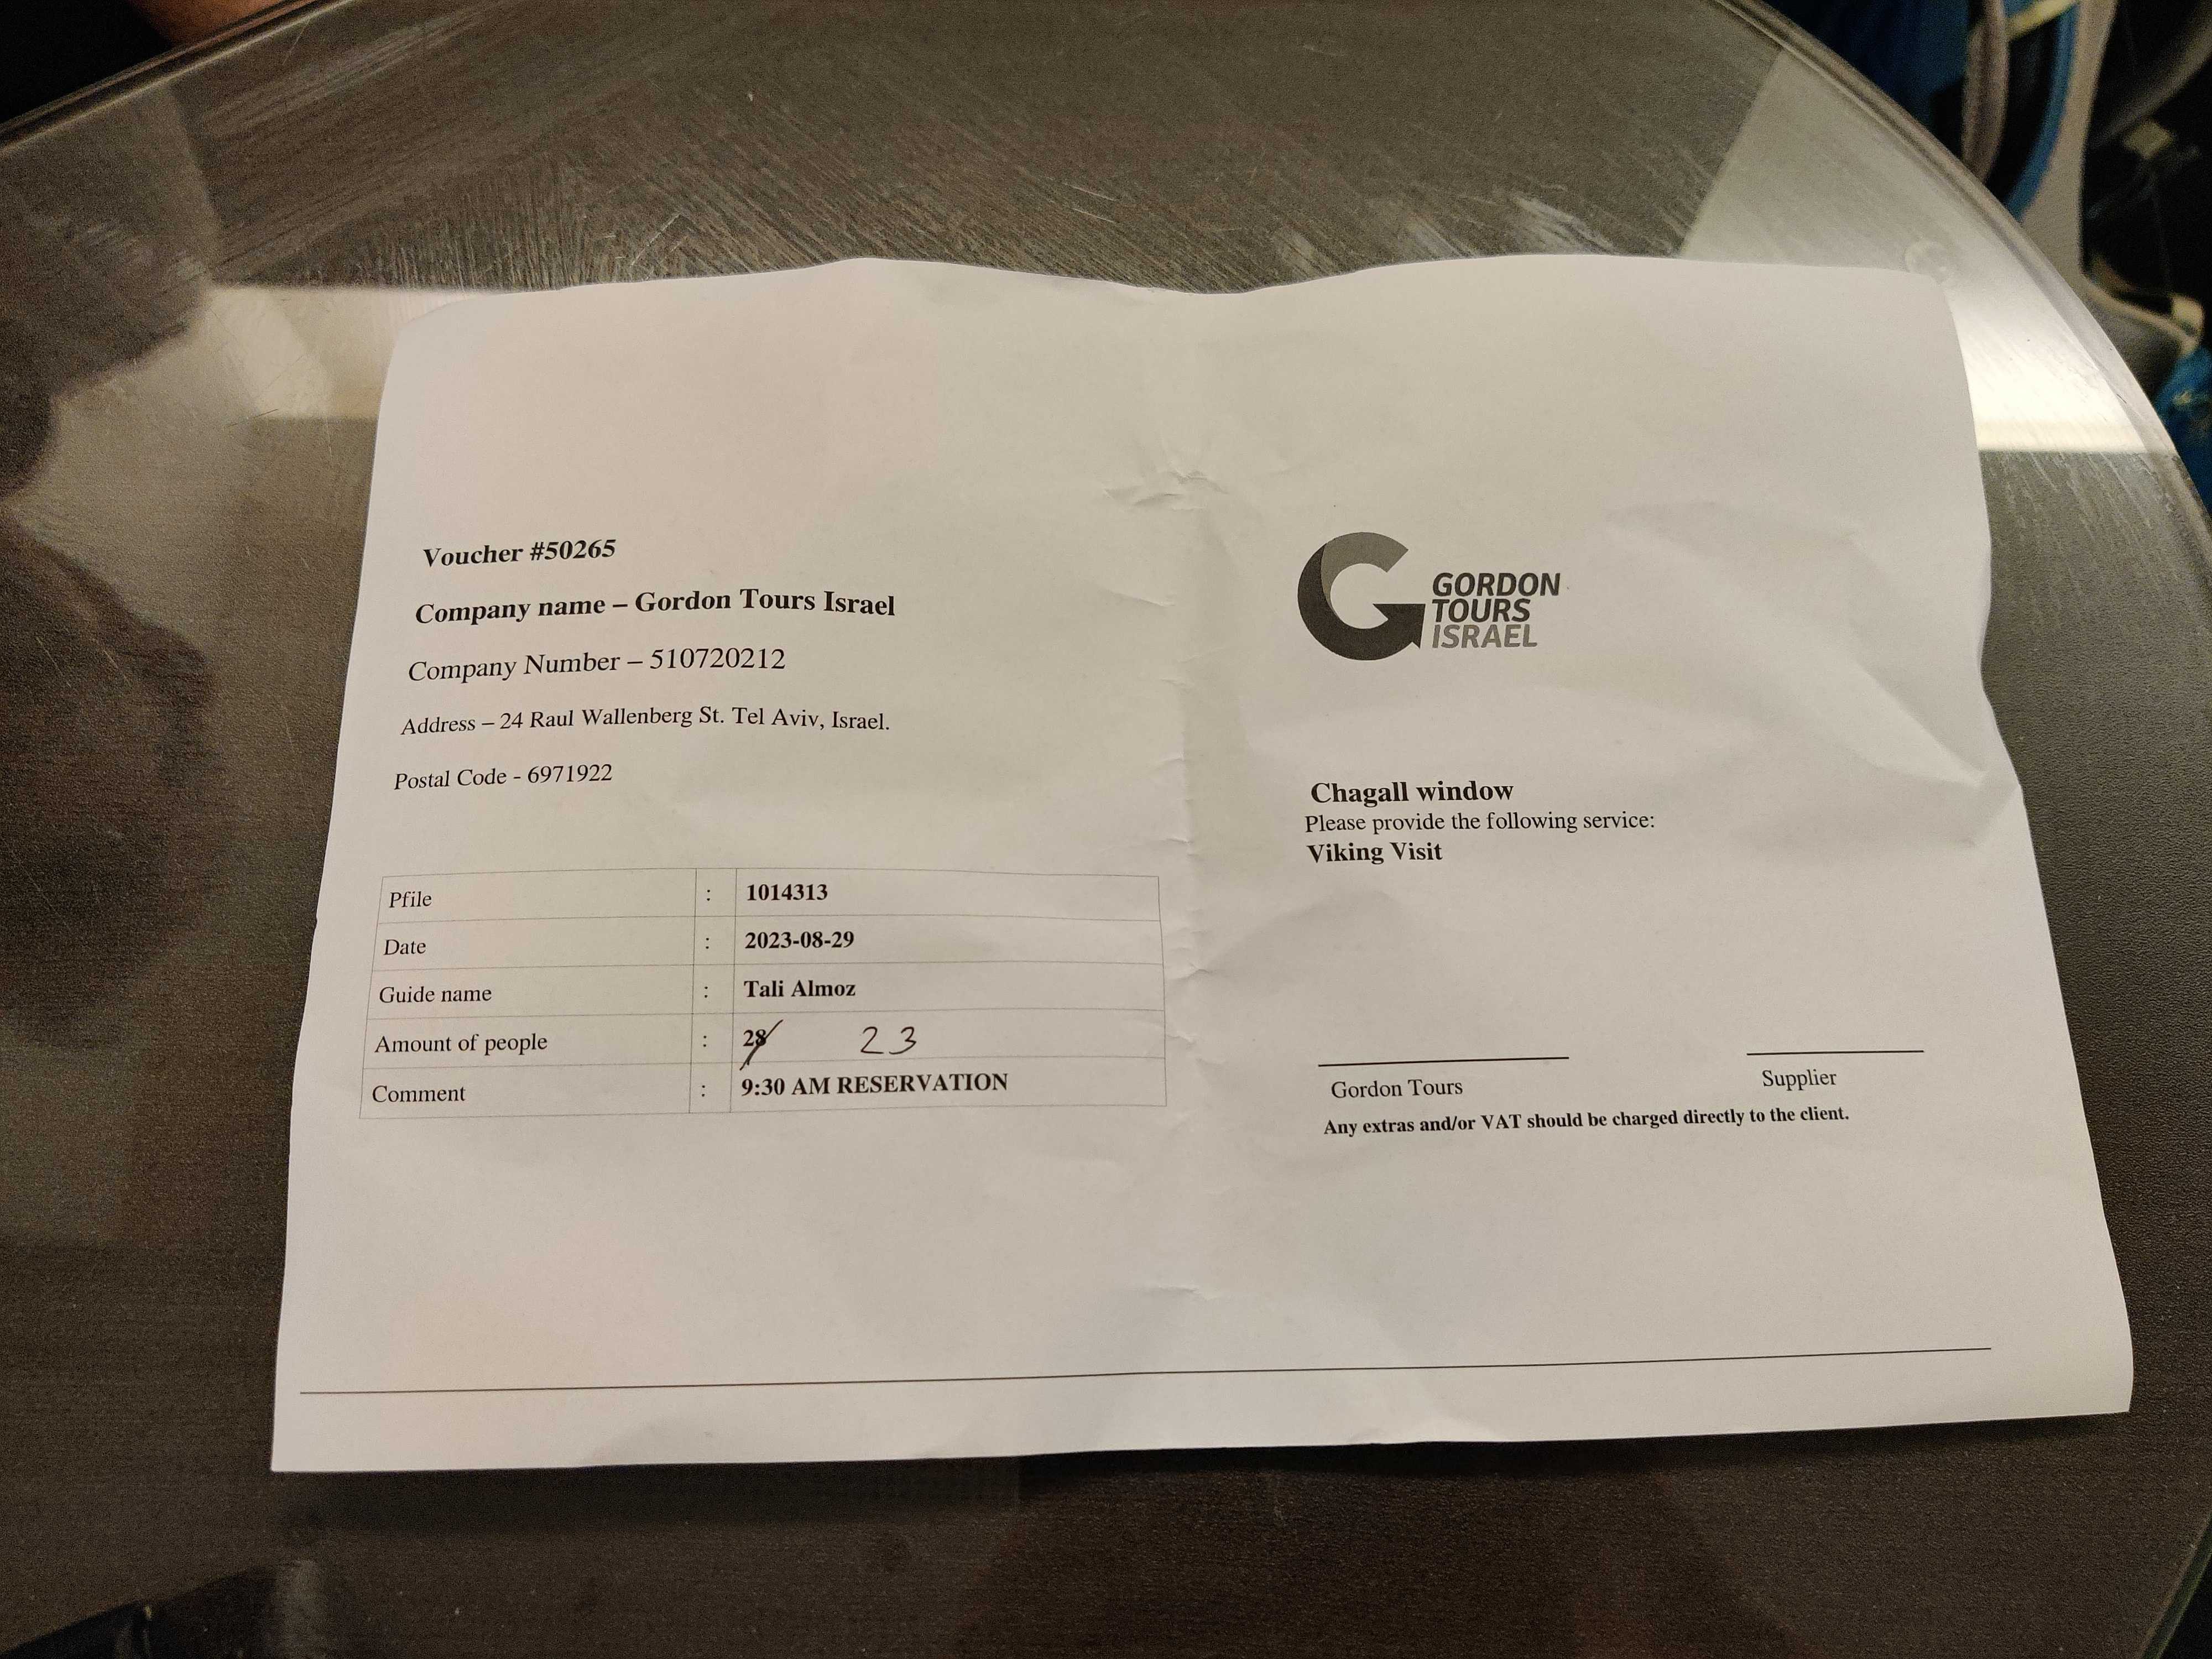 Voucher #50265
Company name – Gordon Tours Israel
Company Number – 510720212
Address – 24 Raul Wallenberg St. Tel Aviv, Israel.
Postal Code - 6971922
Pfile : 1014313
Date : 2023-08-29
Guide name : Tali Almoz
Amount of people : 28 23
Comment : 9:30 AM RESERVATION
GORDON
TOURS
ISRAEL
Chagall window
Please provide the following service:
Viking Visit
Gordon Tours Supplier
Any extras and/or VAT should be charged directly to the client.